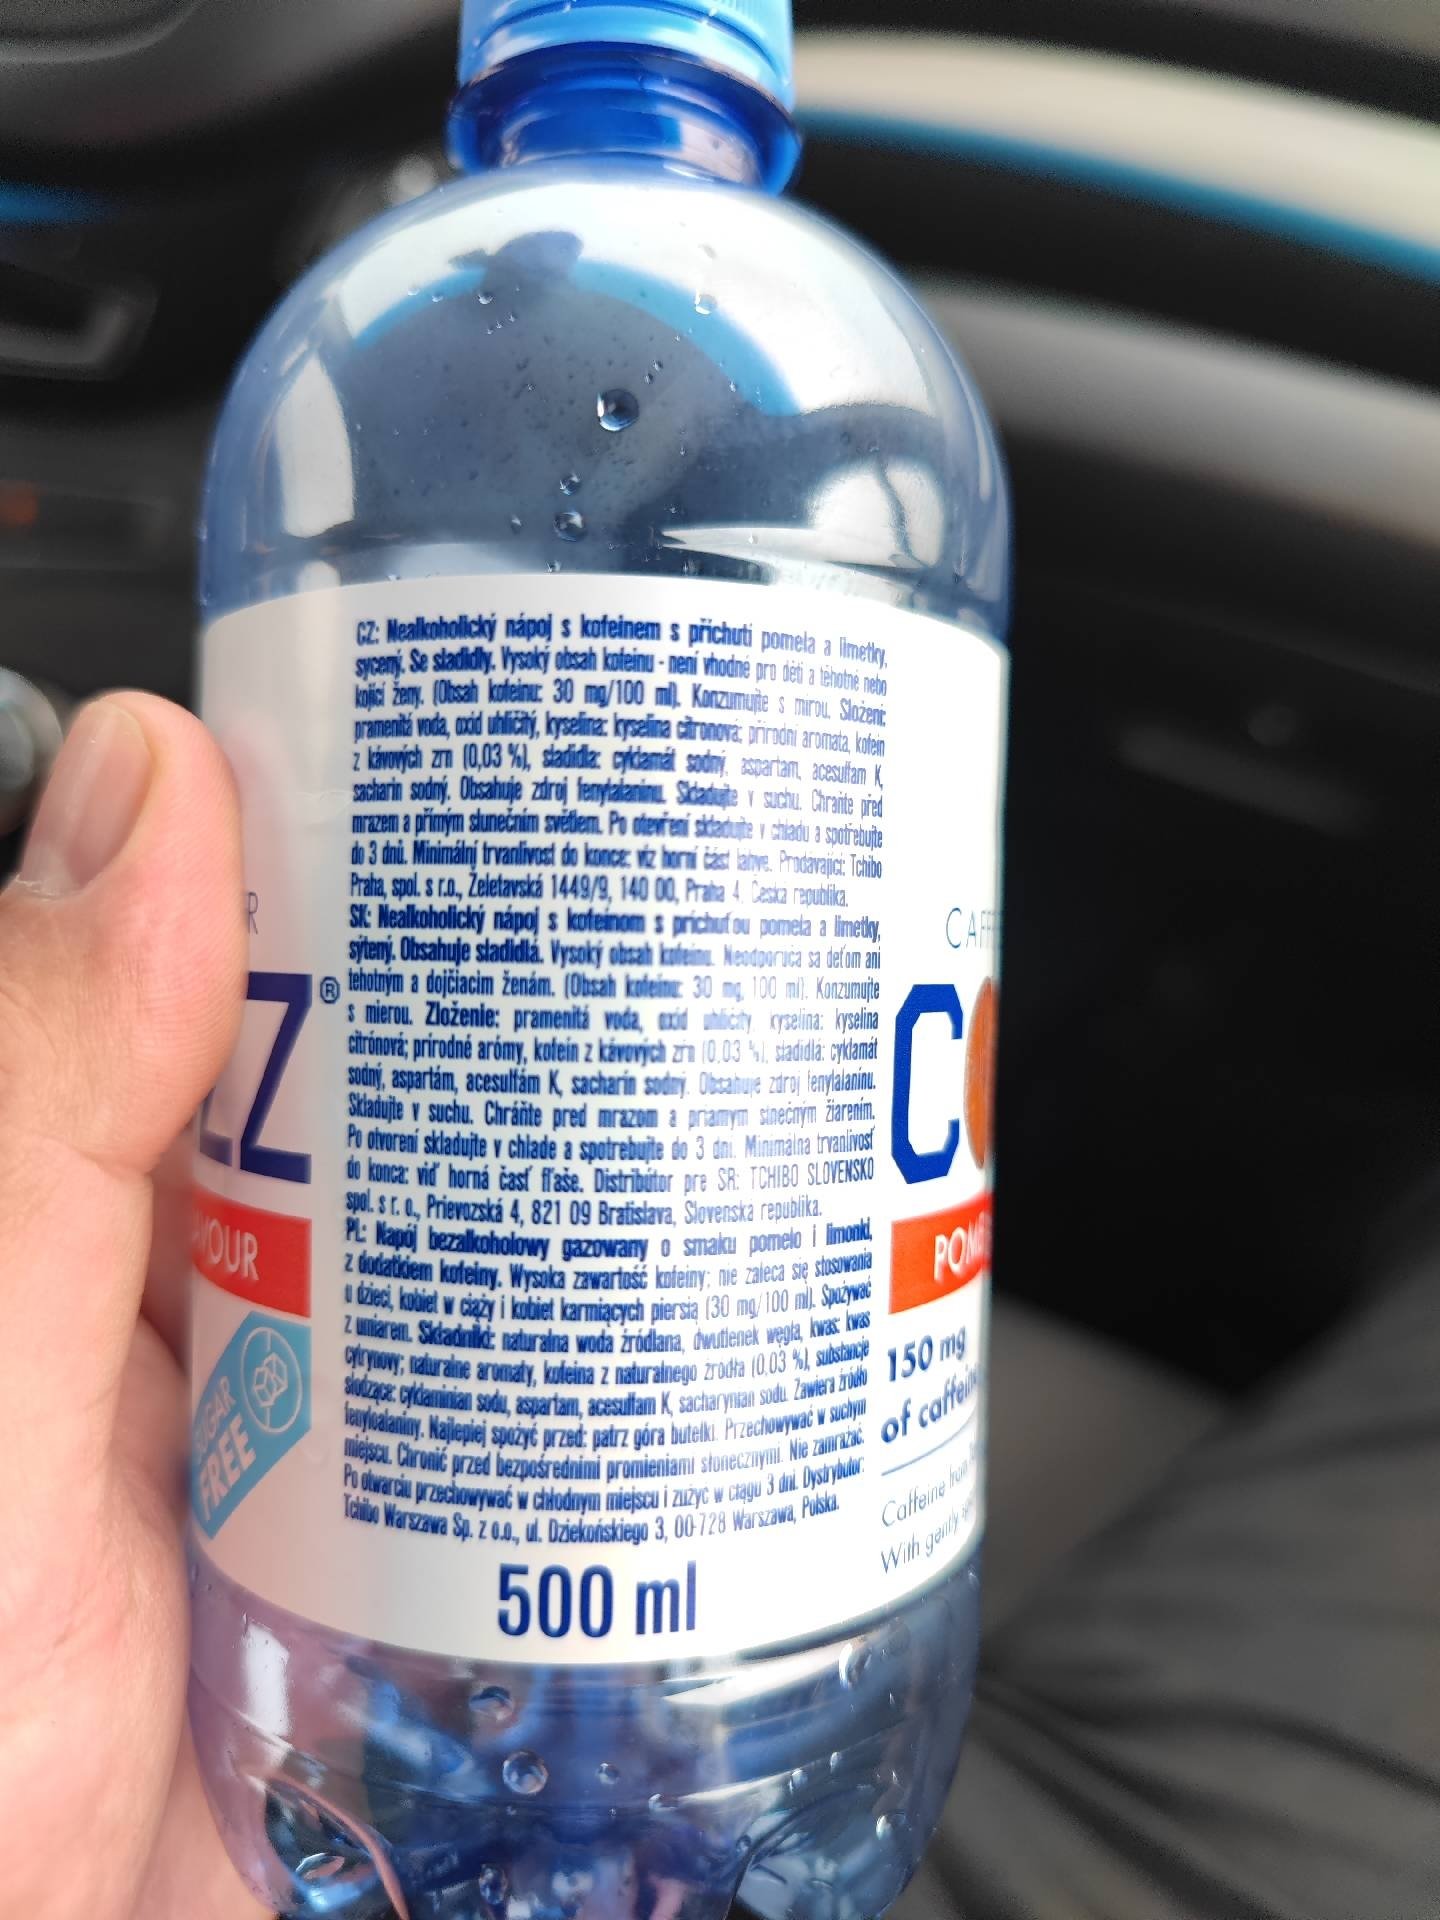 CZ: Nealkoholický nápoj s kofeinem s příchutí pomela a limetky,
sycený. Se sladidly. Vysoký obsah kofeinu - není vhodné pro děti a těhotné nebo
kojící ženy. (Obsah kofeinu: 30 mg/100 ml). Konzumujte s mírou. Složení:
pramenitá voda, oxid uhličitý, kyselina: kyselina citronová; přírodní aromata, kofein
z kávových zrn (0,03 %), sladidla: cyklamát sodný, aspartam, acesulfam K,
sacharin sodný. Obsahuje zdroj fenylalaninu. Skladujte v suchu. Chraňte před
mrazem a přímým slunečním světlem. Po otevření skladujte v chladu a spotřebujte
do 3 dnů. Minimální trvanlivost do konce: viz horní část lahve. Prodávající: Tchibo
Praha, spol. s r.o., Želetavská 1449/9, 140 00, Praha 4, Česká republika.
SK: Nealkoholický nápoj s kofeínom s príchuťou pomela a limetky,
sýtený. Obsahuje sladidlá. Vysoký obsah kofeínu. Neodporúča sa deťom ani
tehotným a dojčiacim ženám. (Obsah kofeínu: 30 mg/100 ml). Konzumujte
s mierou. Zloženie: pramenitá voda, oxid uhličitý, kyselina: kyselina
citrónová; prírodné arómy, kofeín z kávových zŕn (0,03 %), sladidlá: cyklamát
sodný, aspartám, acesulfám K, sacharín sodný. Obsahuje zdroj fenylalanínu.
Skladujte v suchu. Chráňte pred mrazom a priamym slnečným žiarením.
Po otvorení skladujte v chlade a spotrebujte do 3 dní. Minimálna trvanlivosť
do konca: viď horná časť fľaše. Distribútor pre SR: TCHIBO SLOVENSKO
spol. s r. o., Prievozská 4, 821 09 Bratislava, Slovenská republika.
PL: Napój bezalkoholowy gazowany o smaku pomelo i limonki,
z dodatkiem kofeiny. Wysoka zawartość kofeiny; nie zaleca się stosowania
u dzieci, kobiet w ciąży i kobiet karmiących piersią (30 mg/100 ml). Spożywać
z umiarem. Składniki: naturalna woda źródlana, dwutlenek węgla, kwas: kwas
cytrynowy; naturalne aromaty, kofeina z naturalnego źródła (0,03 %), substancje
słodzące: cyklaminian sodu, aspartam, acesulfam K, sacharynian sodu. Zawiera źródło
fenyloalaniny. Najlepiej spożyć przed: patrz góra butelki. Przechowywać w suchym
miejscu. Chronić przed bezpośrednimi promieniami słonecznymi. Nie zamrażać.
Po otwarciu przechowywać w chłodnym miejscu i zużyć w ciągu 3 dni. Dystrybutor:
Tchibo Warszawa Sp. z o.o., ul. Dziekońskiego 3, 00-728 Warszawa, Polska.
500 ml
ZZ®
SUGAR
FREE
150 mg
of caffeine
Caffeine from
With gently